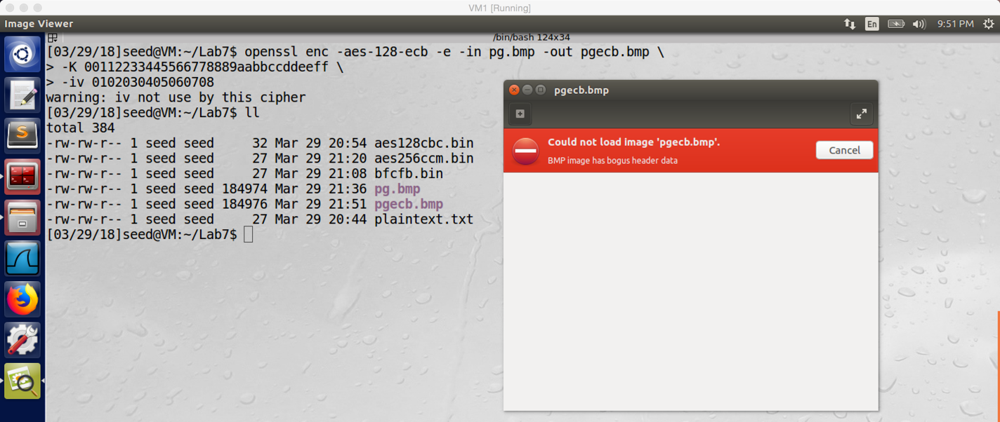 VM1 [Running]
Image Viewer
En
9:51 PM
/bin/bash 124x34
[03/29/18]seed@VM:~/Lab7$ openssl enc -aes-128-ecb -e -in pg.bmp -out pgecb.bmp \
> -K 00112233445566778889aabbccddeeff \
> -iv 0102030405060708
warning: iv not use by this cipher
[03/29/18]seed@VM:~/Lab7$ ll
total 384
-rw-rw-r-- 1 seed seed     32 Mar 29 20:54 aes128cbc.bin
-rw-rw-r-- 1 seed seed     27 Mar 29 21:20 aes256ccm.bin
-rw-rw-r-- 1 seed seed     27 Mar 29 21:08 bfcfb.bin
-rw-rw-r-- 1 seed seed 184974 Mar 29 21:36 pg.bmp
-rw-rw-r-- 1 seed seed 184976 Mar 29 21:51 pgecb.bmp
-rw-rw-r-- 1 seed seed     27 Mar 29 20:44 plaintext.txt
[03/29/18]seed@VM:~/Lab7$
pgecb.bmp
Could not load image 'pgecb.bmp'.
BMP image has bogus header data
Cancel